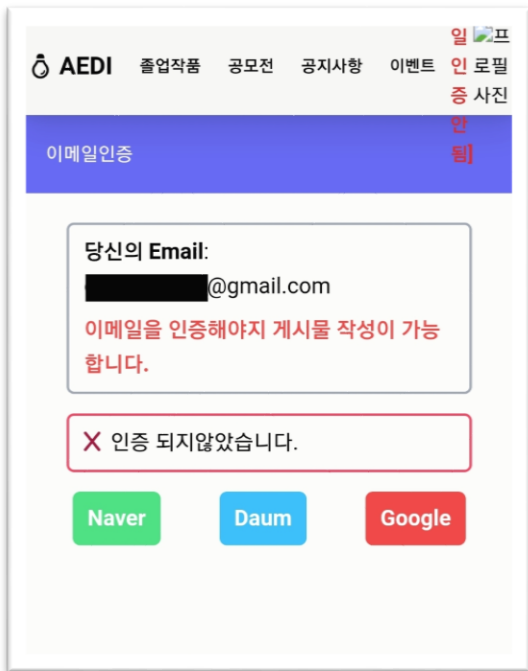 AEDI 졸업작품 공모전 공지사항 이벤트
일
인
증
안
됨]
프
로필
사진
이메일인증
당신의 Email:
@gmail.com
이메일을 인증해야지 게시물 작성이 가능
합니다.
X 인증 되지않았습니다.
Naver Daum Google